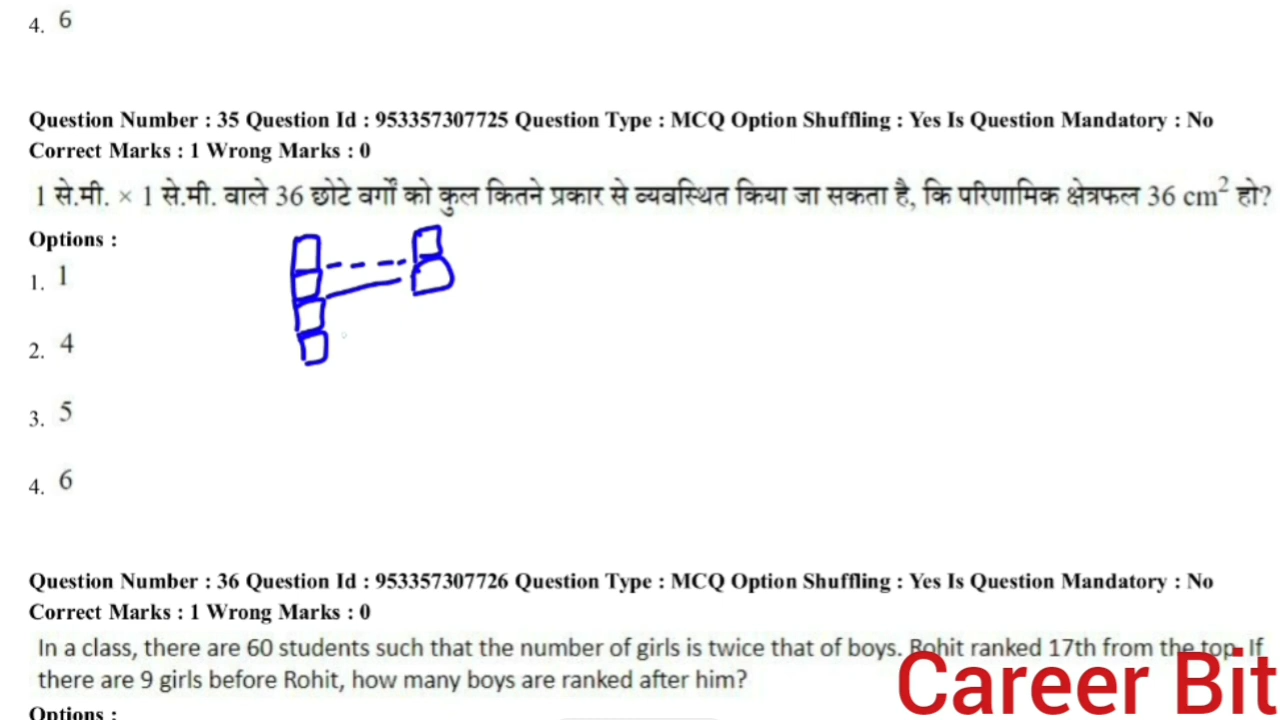 4. 6
Question Number : 35 Question Id : 953357307725 Question Type : MCQ Option Shuffling : Yes Is Question Mandatory : No
Correct Marks : 1 Wrong Marks : 0
1 से.मी. × 1 से.मी. वाले 36 छोटे वर्गों को कुल कितने प्रकार से व्यवस्थित किया जा सकता है, कि परिणामिक क्षेत्रफल 36 cm² हो?
Options :
1. 1
2. 4
3. 5
4. 6
Question Number : 36 Question Id : 953357307726 Question Type : MCQ Option Shuffling : Yes Is Question Mandatory : No
Correct Marks : 1 Wrong Marks : 0
In a class, there are 60 students such that the number of girls is twice that of boys. Rohit ranked 17th from the top. If
there are 9 girls before Rohit, how many boys are ranked after him?
Career Bit
Options :